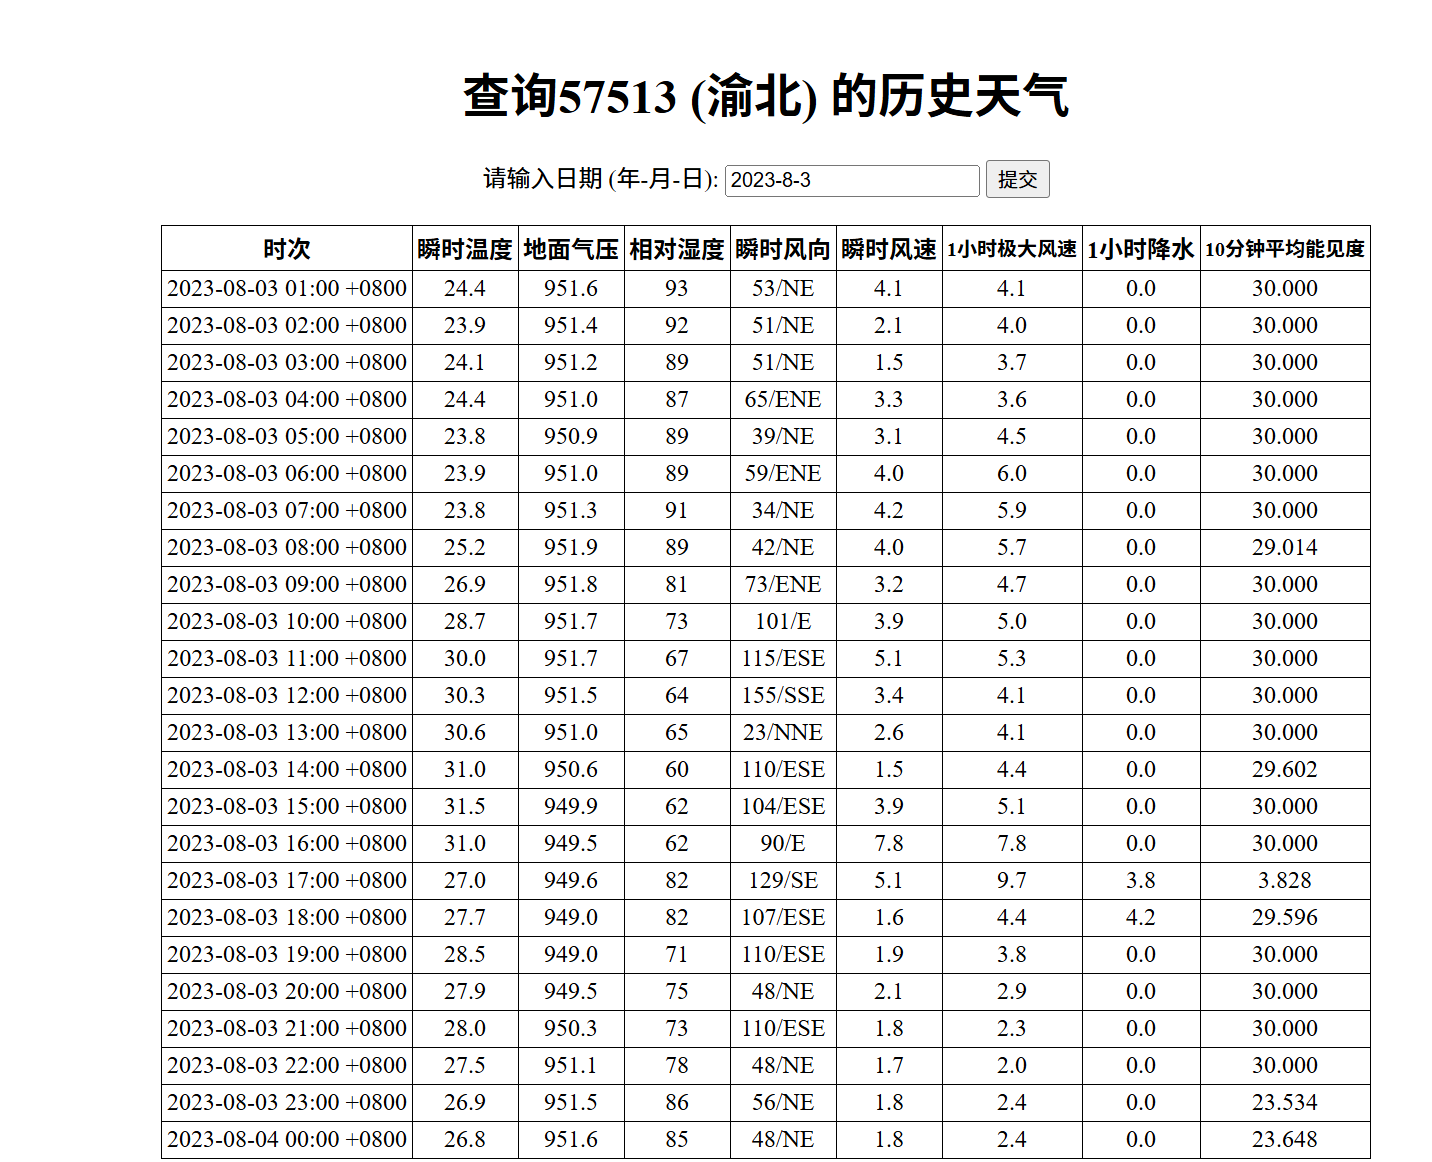 查询57513 (渝北) 的历史天气
请输入日期 (年-月-日): 2023-8-3 提交
时次 瞬时温度 地面气压 相对湿度 瞬时风向 瞬时风速 1小时极大风速 1小时降水 10分钟平均能见度
2023-08-03 01:00 +0800 24.4 951.6 93 53/NE 4.1 4.1 0.0 30.000
2023-08-03 02:00 +0800 23.9 951.4 92 51/NE 2.1 4.0 0.0 30.000
2023-08-03 03:00 +0800 24.1 951.2 89 51/NE 1.5 3.7 0.0 30.000
2023-08-03 04:00 +0800 24.4 951.0 87 65/ENE 3.3 3.6 0.0 30.000
2023-08-03 05:00 +0800 23.8 950.9 89 39/NE 3.1 4.5 0.0 30.000
2023-08-03 06:00 +0800 23.9 951.0 89 59/ENE 4.0 6.0 0.0 30.000
2023-08-03 07:00 +0800 23.8 951.3 91 34/NE 4.2 5.9 0.0 30.000
2023-08-03 08:00 +0800 25.2 951.9 89 42/NE 4.0 5.7 0.0 29.014
2023-08-03 09:00 +0800 26.9 951.8 81 73/ENE 3.2 4.7 0.0 30.000
2023-08-03 10:00 +0800 28.7 951.7 73 101/E 3.9 5.0 0.0 30.000
2023-08-03 11:00 +0800 30.0 951.7 67 115/ESE 5.1 5.3 0.0 30.000
2023-08-03 12:00 +0800 30.3 951.5 64 155/SSE 3.4 4.1 0.0 30.000
2023-08-03 13:00 +0800 30.6 951.0 65 23/NNE 2.6 4.1 0.0 30.000
2023-08-03 14:00 +0800 31.0 950.6 60 110/ESE 1.5 4.4 0.0 29.602
2023-08-03 15:00 +0800 31.5 949.9 62 104/ESE 3.9 5.1 0.0 30.000
2023-08-03 16:00 +0800 31.0 949.5 62 90/E 7.8 7.8 0.0 30.000
2023-08-03 17:00 +0800 27.0 949.6 82 129/SE 5.1 9.7 3.8 3.828
2023-08-03 18:00 +0800 27.7 949.0 82 107/ESE 1.6 4.4 4.2 29.596
2023-08-03 19:00 +0800 28.5 949.0 71 110/ESE 1.9 3.8 0.0 30.000
2023-08-03 20:00 +0800 27.9 949.5 75 48/NE 2.1 2.9 0.0 30.000
2023-08-03 21:00 +0800 28.0 950.3 73 110/ESE 1.8 2.3 0.0 30.000
2023-08-03 22:00 +0800 27.5 951.1 78 48/NE 1.7 2.0 0.0 30.000
2023-08-03 23:00 +0800 26.9 951.5 86 56/NE 1.8 2.4 0.0 23.534
2023-08-04 00:00 +0800 26.8 951.6 85 48/NE 1.8 2.4 0.0 23.648